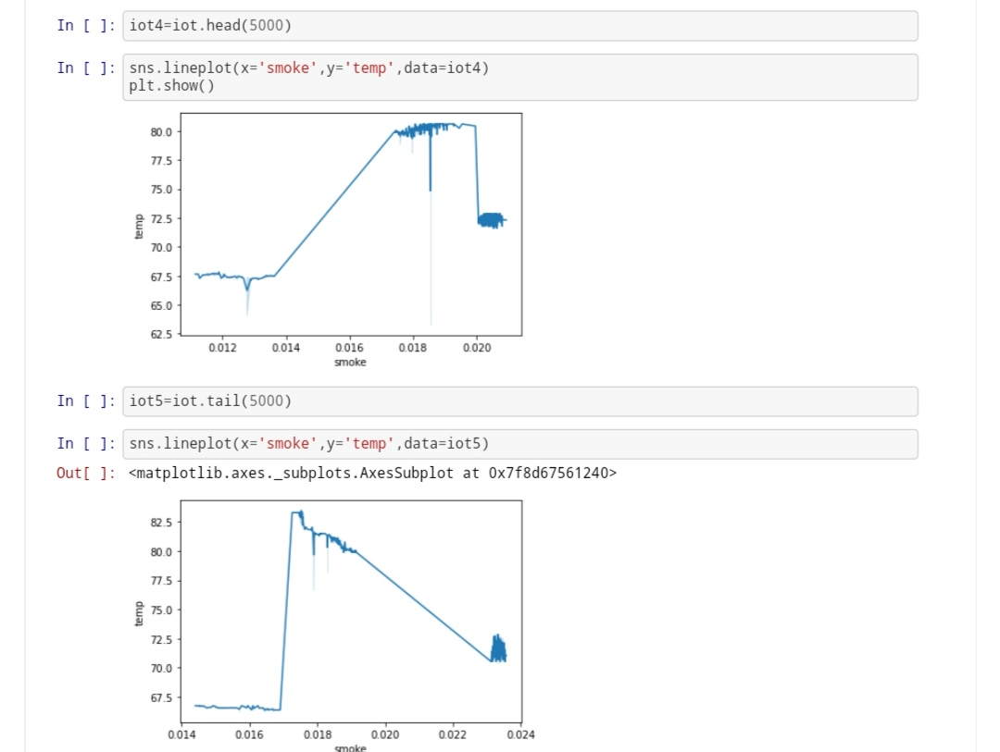 In [ ]: iot4=iot.head(5000)
In [ ]: sns.lineplot(x='smoke',y='temp',data=iot4)
plt.show()
80.0
77.5
75.0
72.5
70.0
67.5
65.0
62.5
temp
0.012 0.014 0.016 0.018 0.020
smoke
In [ ]: iot5=iot.tail(5000)
In [ ]: sns.lineplot(x='smoke',y='temp',data=iot5)
Out[ ]: <matplotlib.axes._subplots.AxesSubplot at 0x7f8d67561240>
82.5
80.0
77.5
75.0
72.5
70.0
67.5
temp
0.014 0.016 0.018 0.020 0.022 0.024
smoke